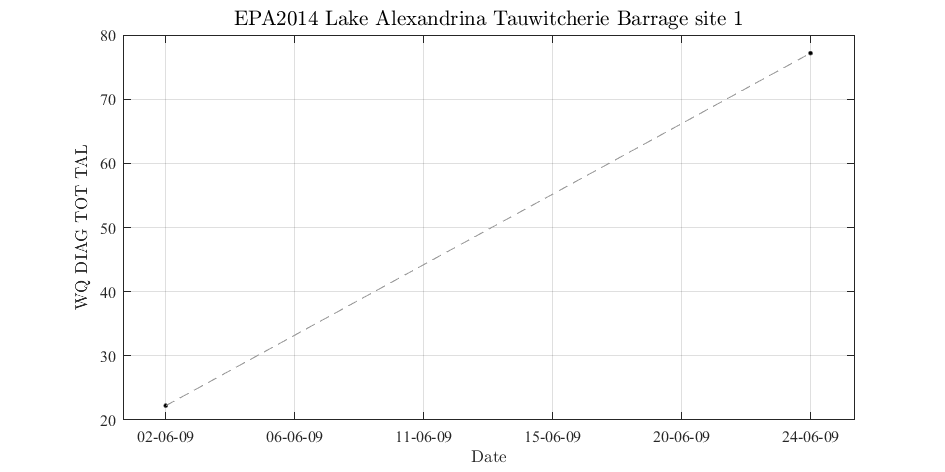 EPA2014 Lake Alexandrina Tauwitcherie Barrage site 1
80
70
60
50
40
30
20
WQ DIAG TOT TAL
02-06-09 06-06-09 11-06-09 15-06-09 20-06-09 24-06-09
Date